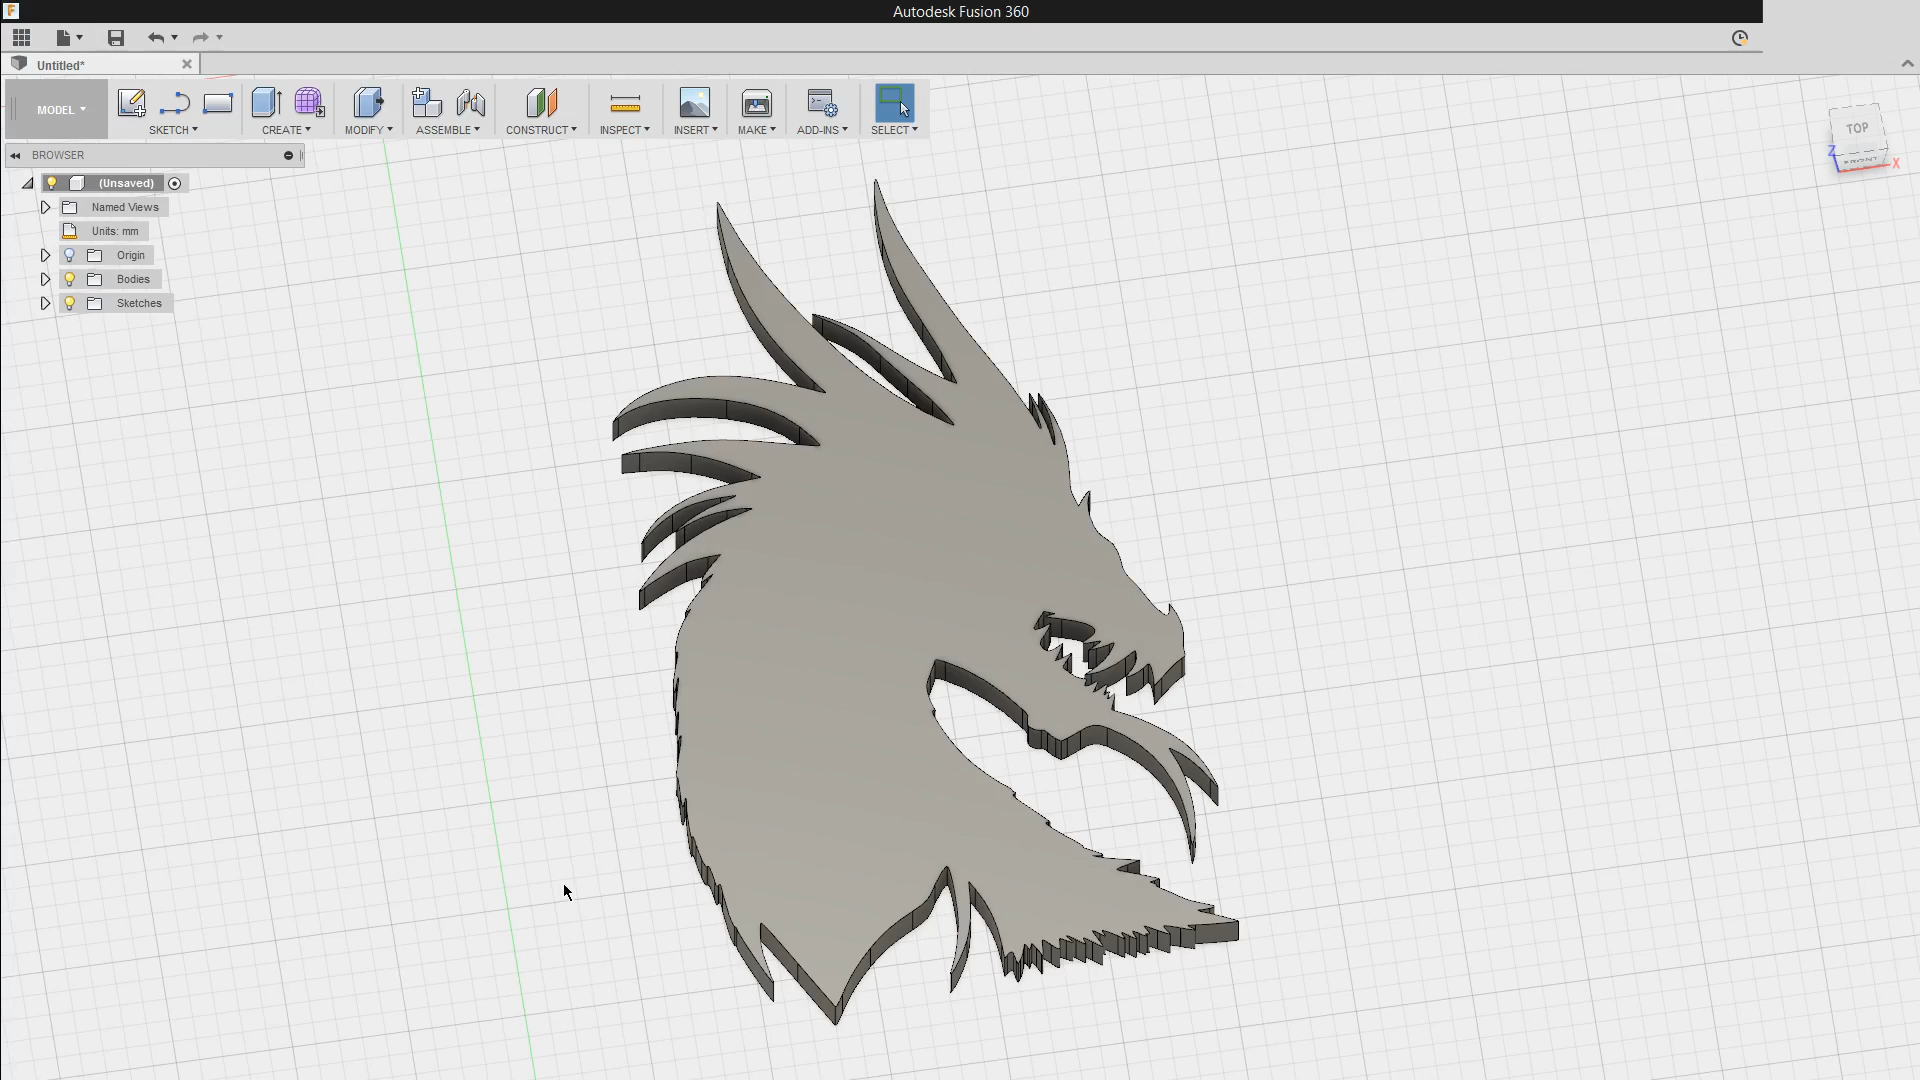 Autodesk Fusion 360
Untitled*
MODEL
SKETCH
CREATE
MODIFY
ASSEMBLE
CONSTRUCT
INSPECT
INSERT
MAKE
ADD-INS
SELECT
BROWSER
(Unsaved)
Named Views
Units: mm
Origin
Bodies
Sketches
TOP
FRONT
Z
X